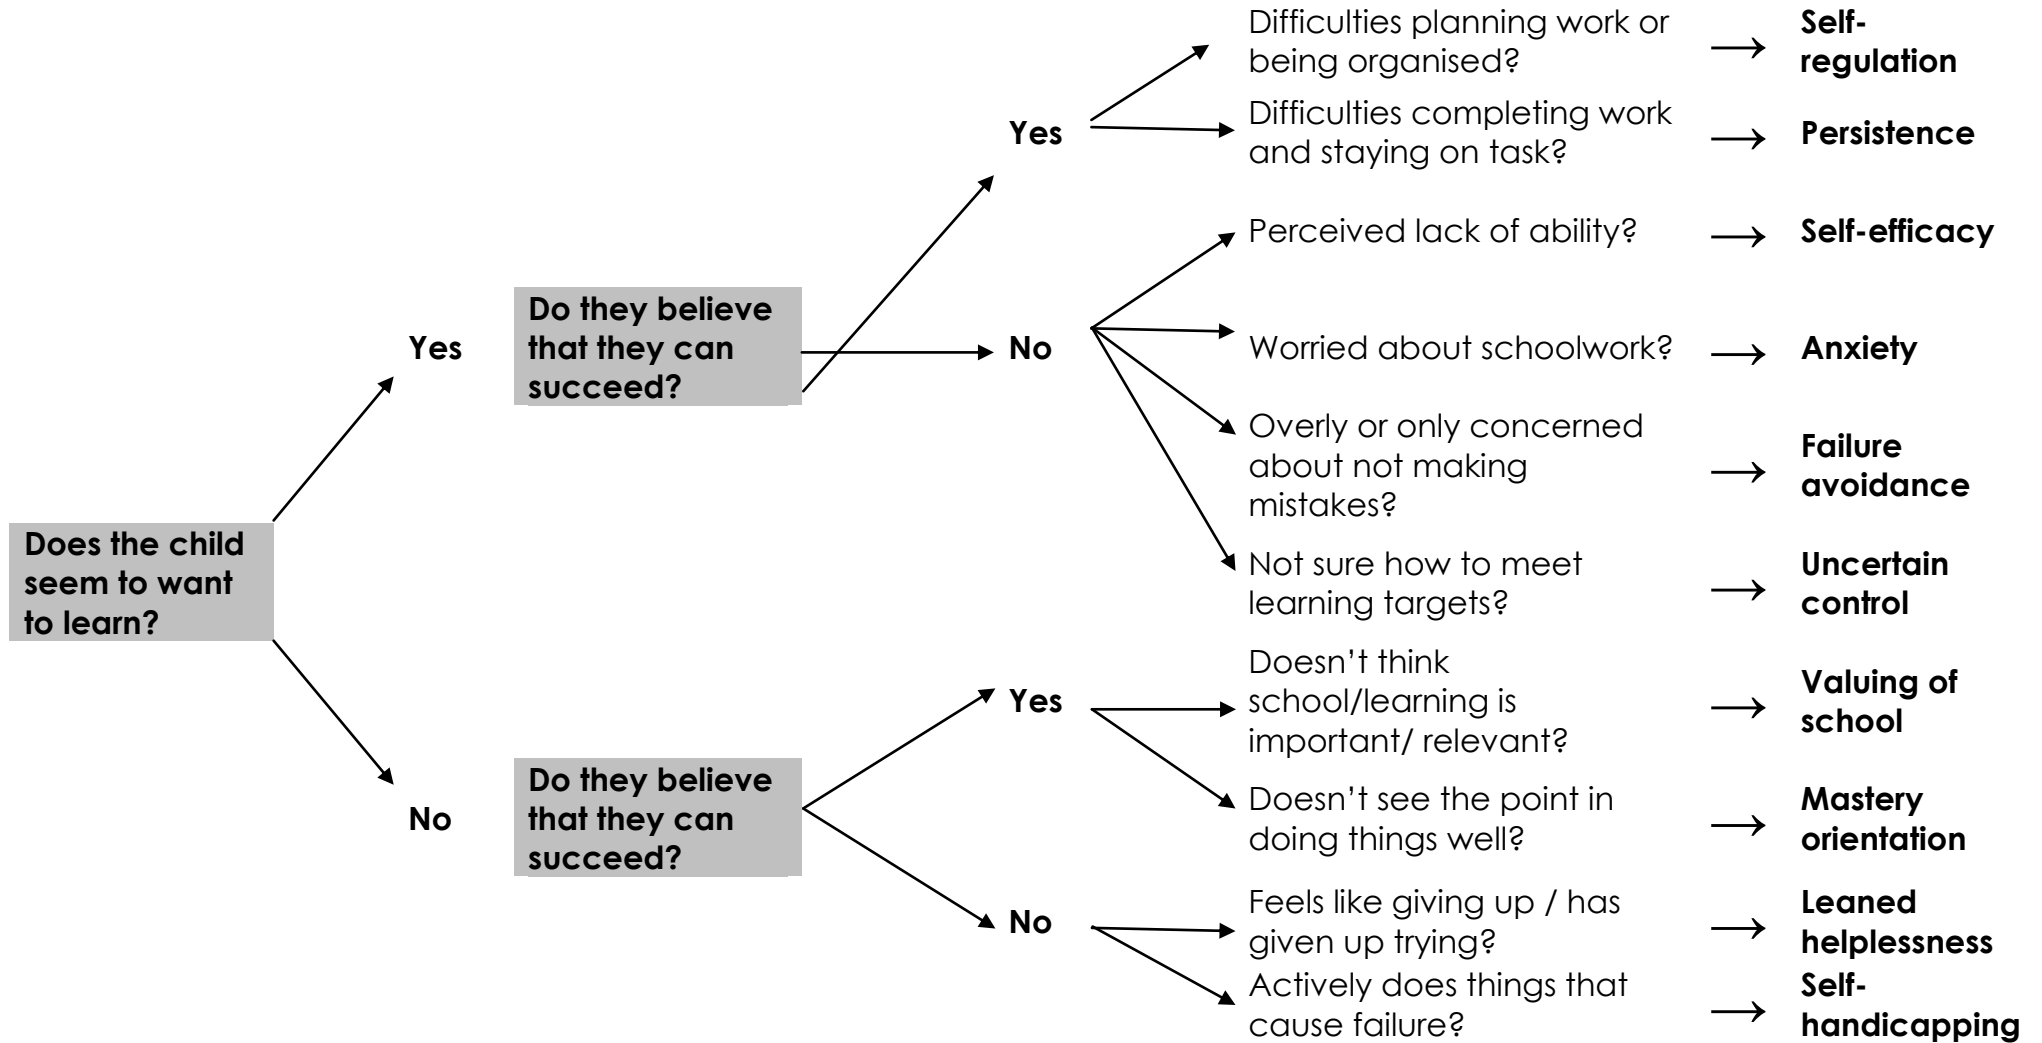 Does the child
seem to want
to learn?
Yes
Do they believe
that they can
succeed?
Yes
Difficulties planning work or
being organised?
→
Self-
regulation
Difficulties completing work
and staying on task?
→
Persistence
No
Perceived lack of ability?
→
Self-efficacy
Worried about schoolwork?
→
Anxiety
Overly or only concerned
about not making
mistakes?
→
Failure
avoidance
Not sure how to meet
learning targets?
→
Uncertain
control
No
Do they believe
that they can
succeed?
Yes
Doesn’t think
school/learning is
important/ relevant?
→
Valuing of
school
Doesn’t see the point in
doing things well?
→
Mastery
orientation
No
Feels like giving up / has
given up trying?
→
Leaned
helplessness
Actively does things that
cause failure?
→
Self-
handicapping